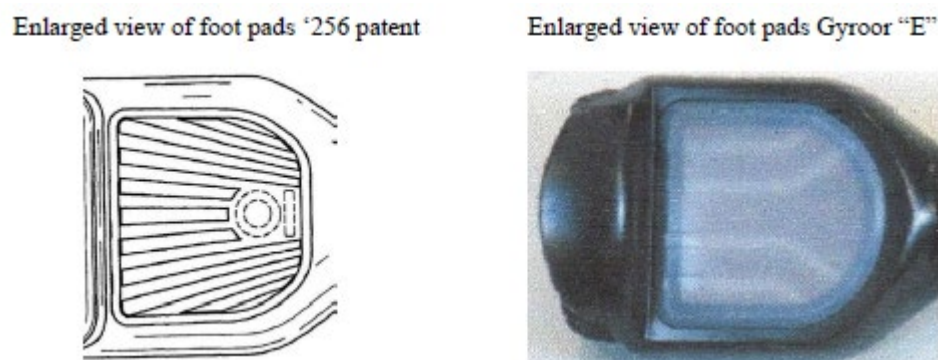 Enlarged view of foot pads ‘256 patent
Enlarged view of foot pads Gyroor “E”